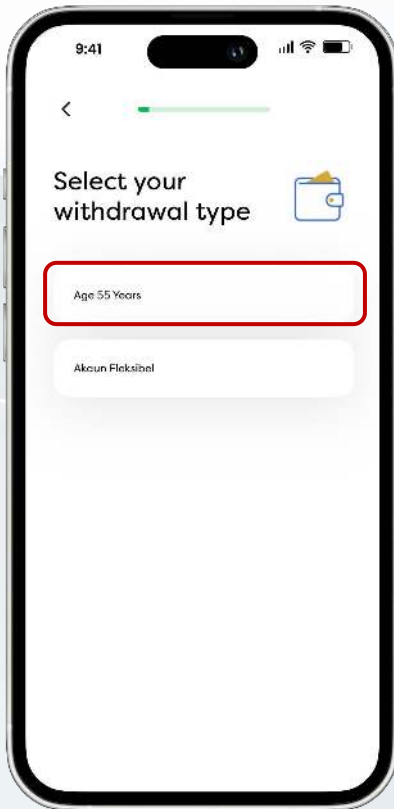 9:41
Select your
withdrawal type
Age 55 Years
Akaun Fleksibel